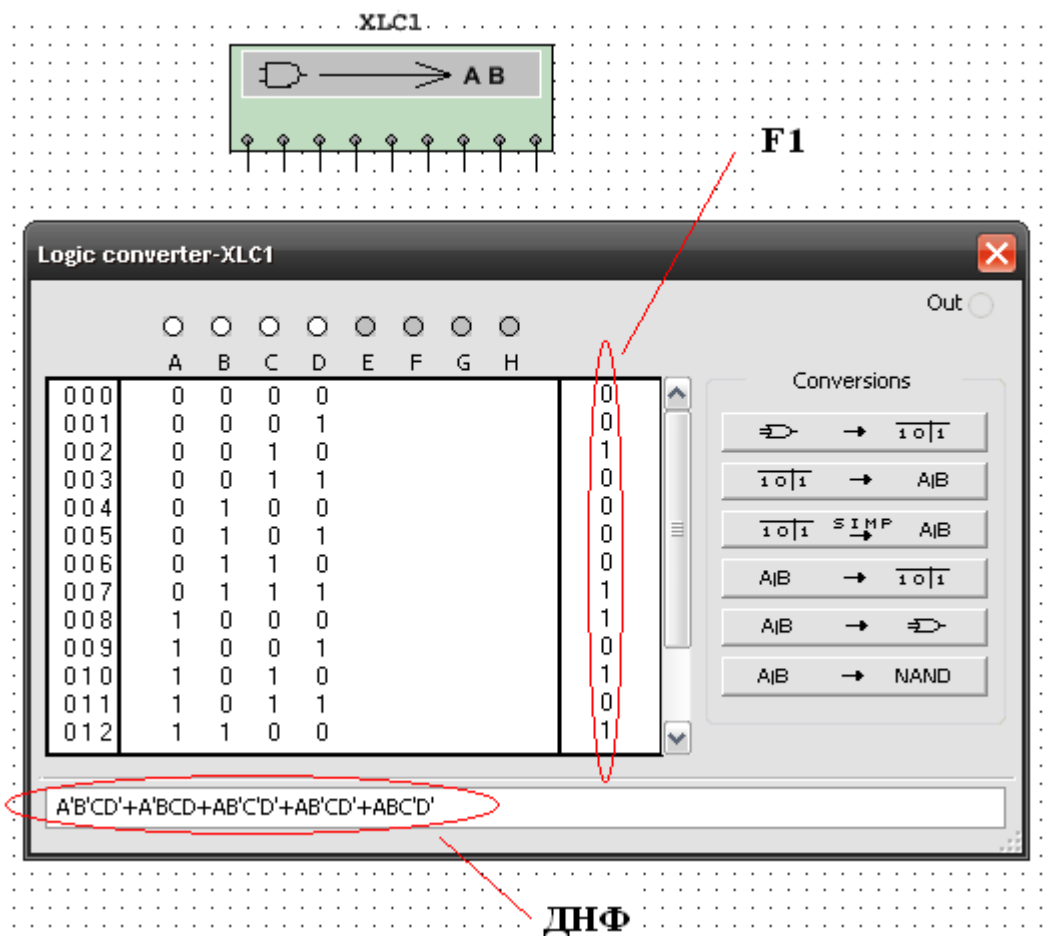 XLC1
A B
F1
Logic converter-XLC1
Out
A B C D E F G H
Conversions
000 0 0 0 0 0
001 0 0 0 1 0
002 0 0 1 0 1
003 0 0 1 1 0
004 0 1 0 0 0
005 0 1 0 1 0
006 0 1 1 0 0
007 0 1 1 1 1
008 1 0 0 0 1
009 1 0 0 1 0
010 1 0 1 0 1
011 1 0 1 1 0
012 1 1 0 0 1
→ 1 0|1
1 0|1 → A|B
1 0|1 SIMP → A|B
A|B → 1 0|1
A|B →
A|B → NAND
A'B'CD'+A'BCD+AB'C'D'+AB'CD'+ABC'D'
ДНФ